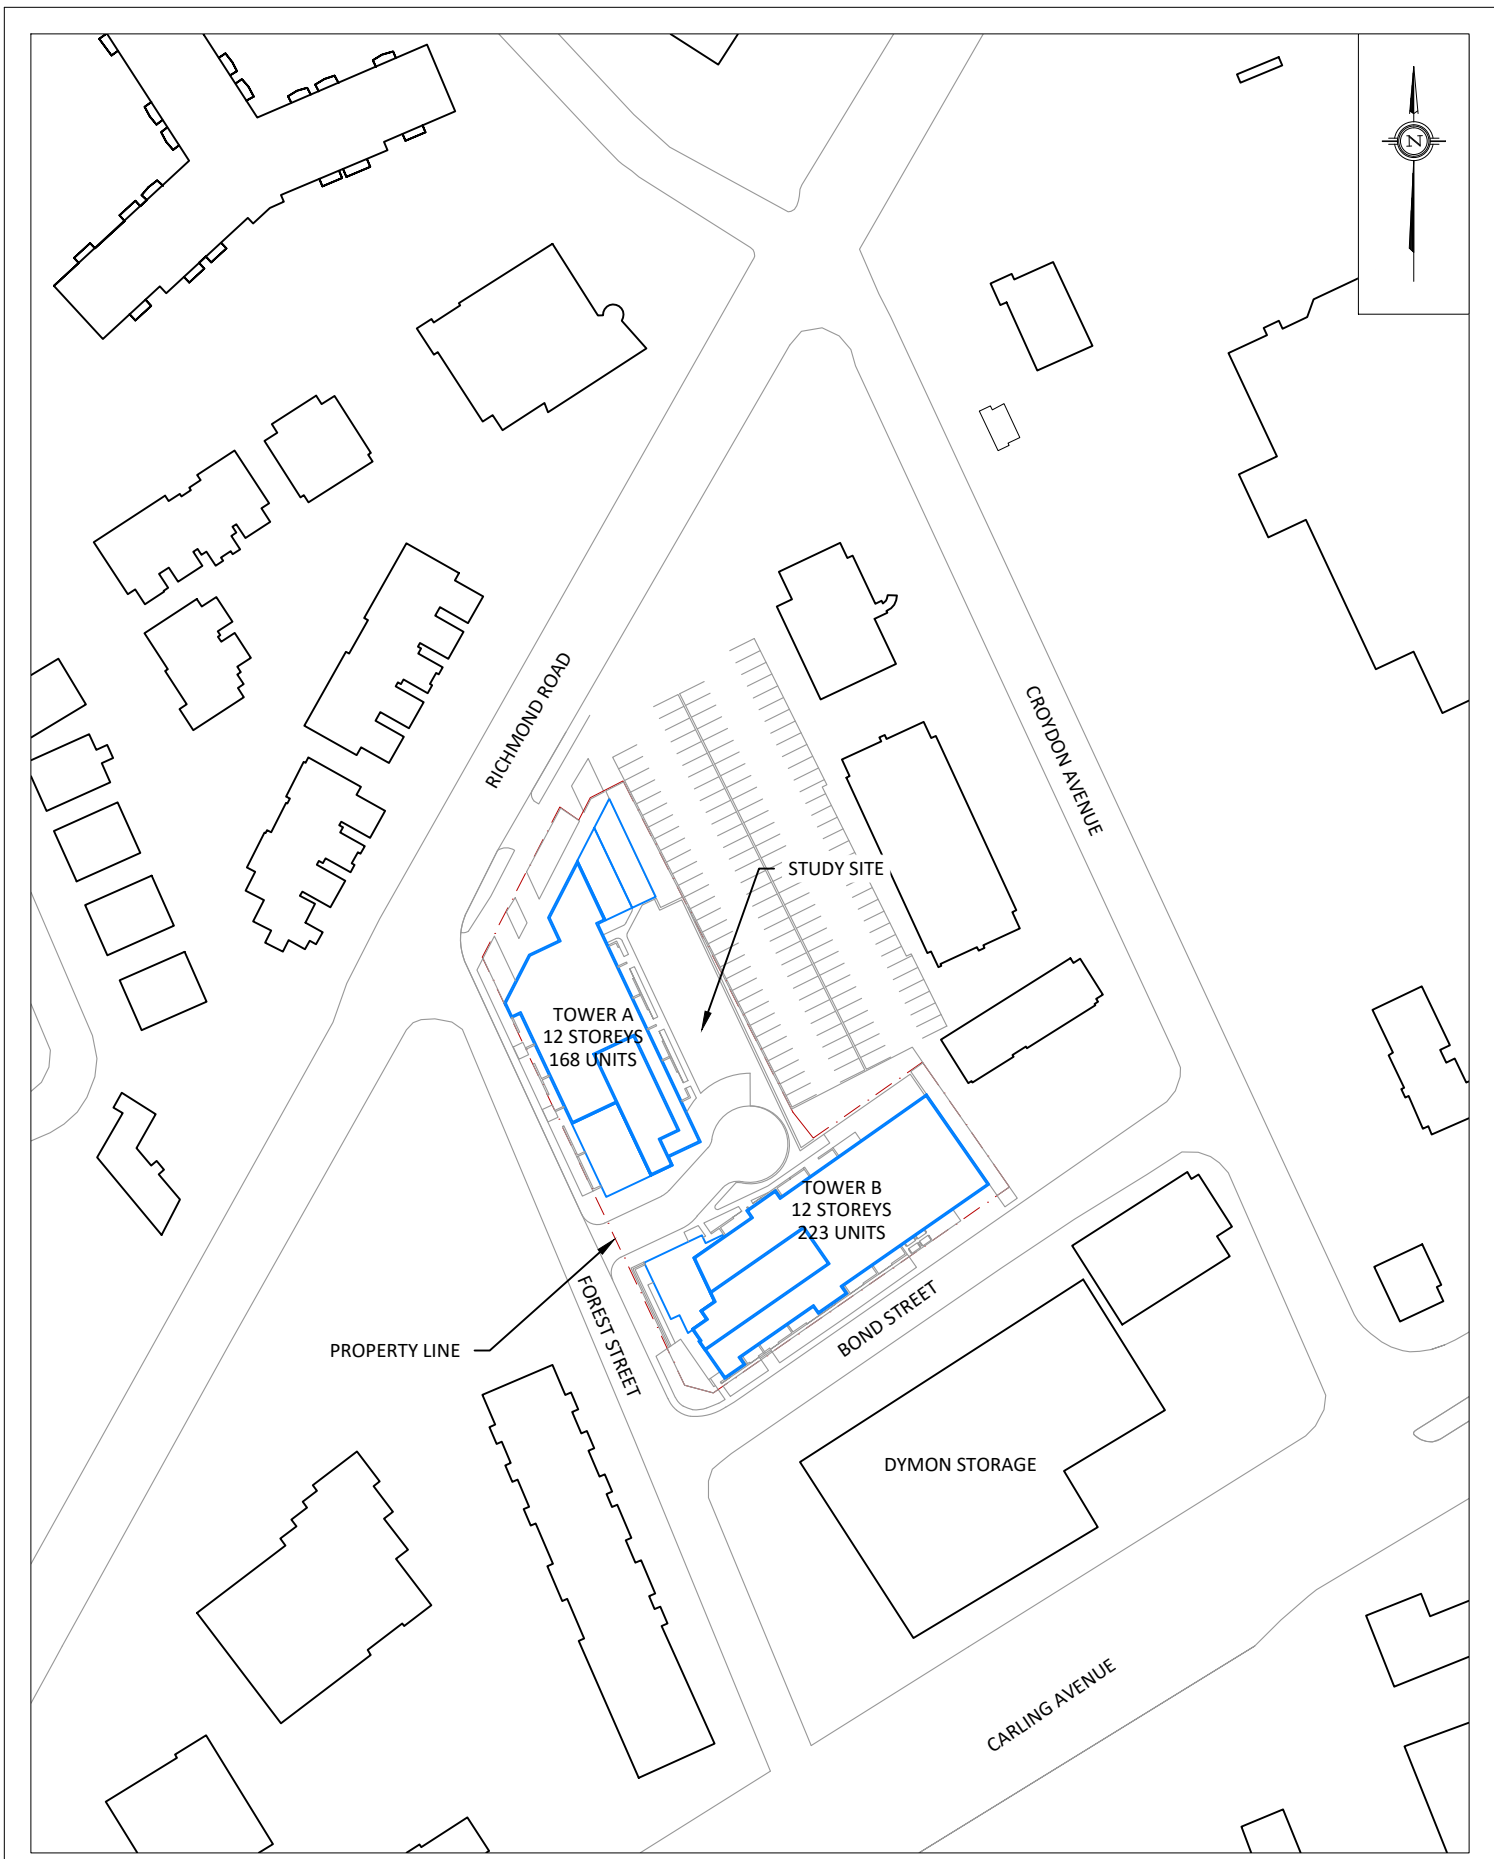 N
RICHMOND ROAD
CROYDON AVENUE
STUDY SITE
TOWER A
12 STOREYS
168 UNITS
TOWER B
12 STOREYS
223 UNITS
FOREST STREET
BOND STREET
PROPERTY LINE
DYMON STORAGE
CARLING AVENUE